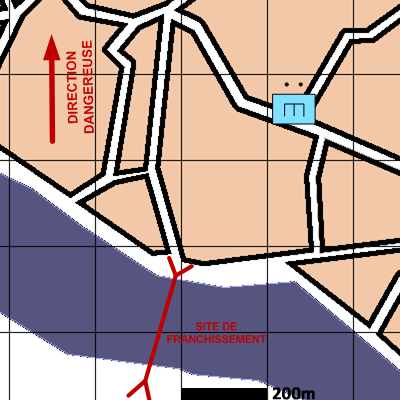 DIRECTION
DANGEREUSE
E
SITE DE
FRANCHISSEMENT
200m